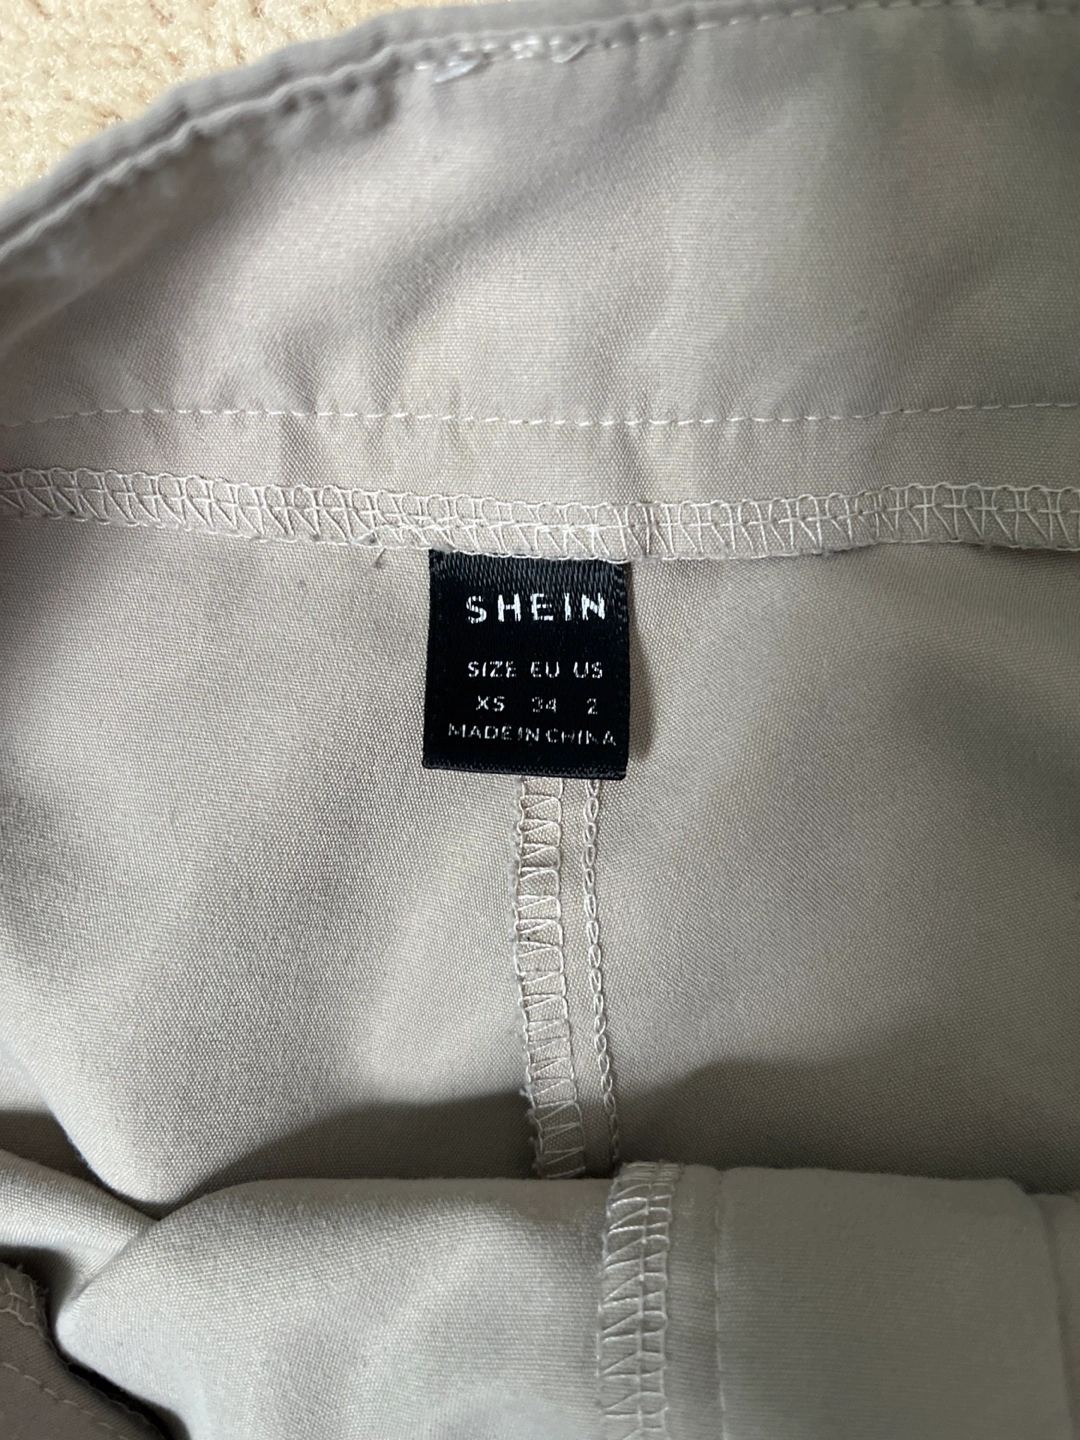 SHEIN
SIZE EU US
XS 34 2
MADE IN CHINA